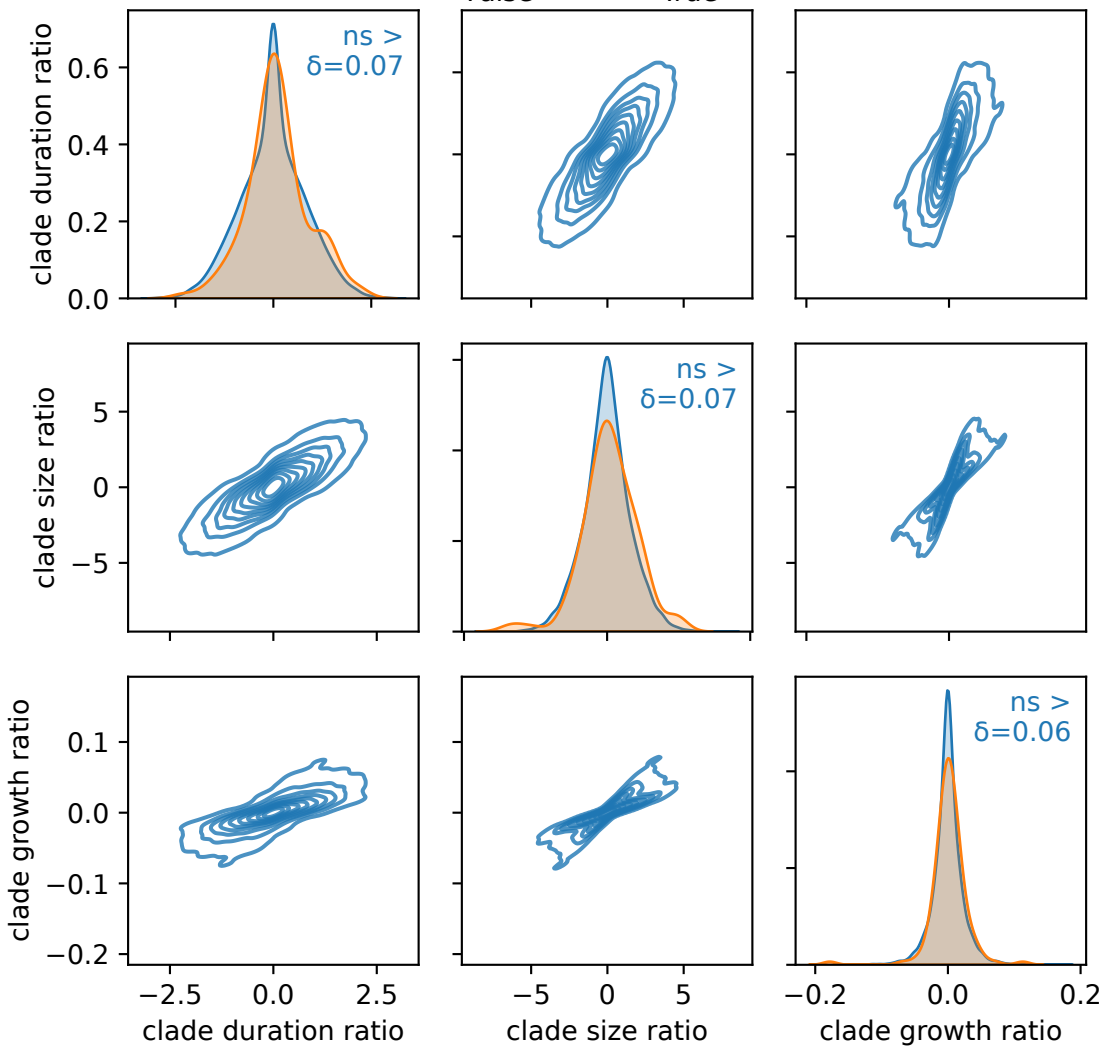 clade duration ratio
0.6
0.4
0.2
0.0
ns >
δ=0.07
clade size ratio
5
0
−5
ns >
δ=0.07
clade growth ratio
0.1
0.0
−0.1
−0.2
ns >
δ=0.06
−2.5 0.0 2.5
−5 0 5
−0.2 0.0 0.2
clade duration ratio
clade size ratio
clade growth ratio